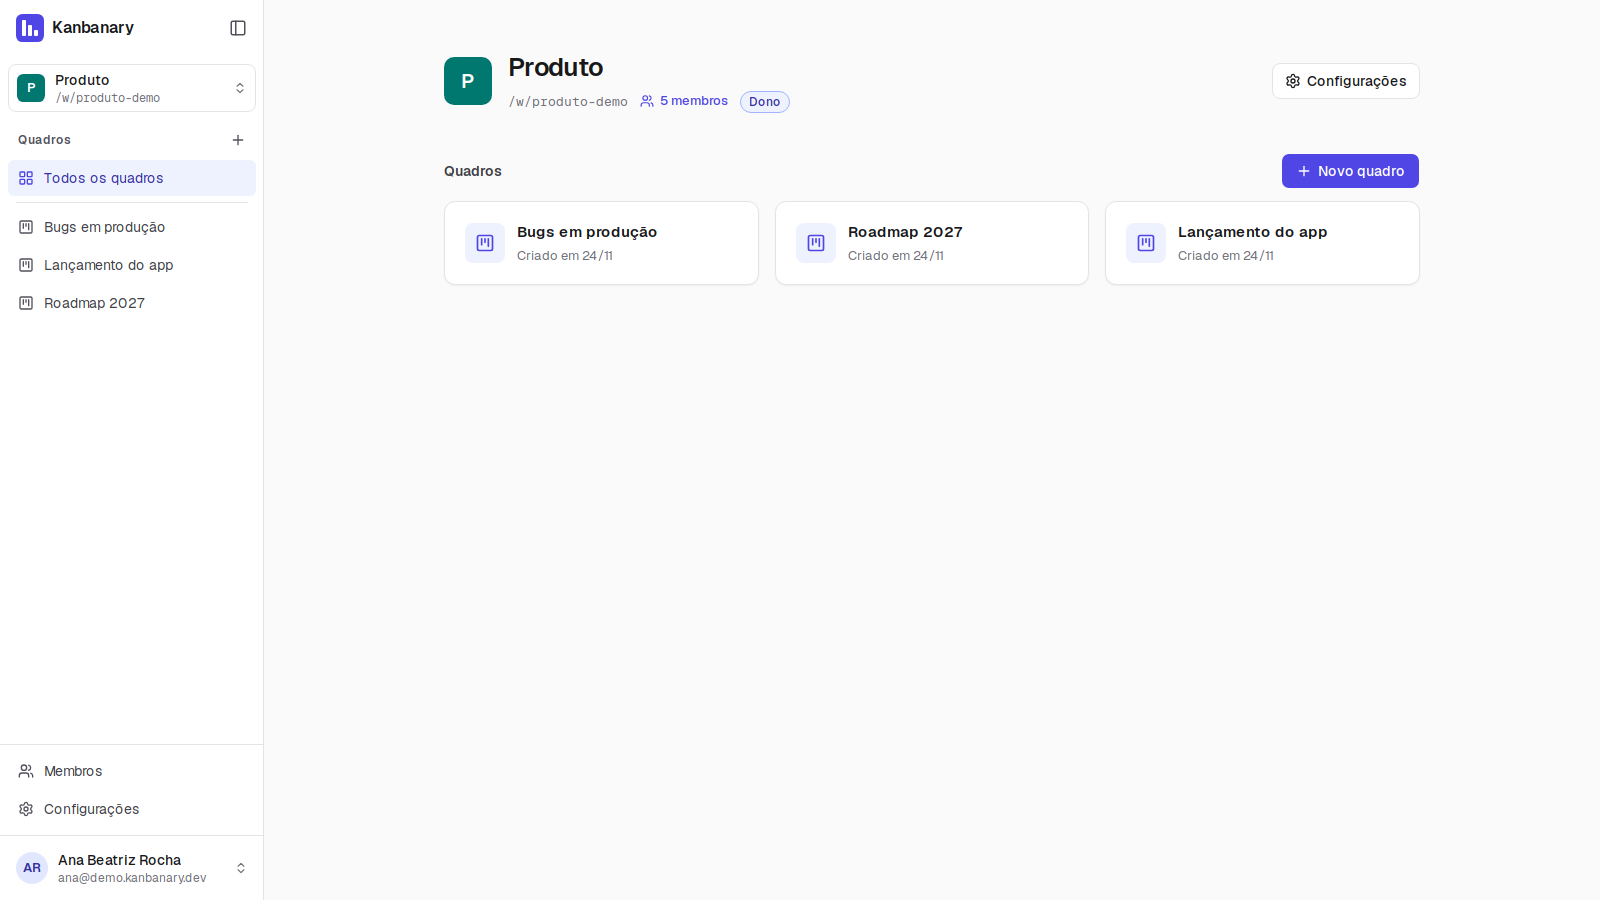 Kanbanary
P
Produto
/w/produto-demo
Quadros
Todos os quadros
Bugs em produção
Lançamento do app
Roadmap 2027
Membros
Configurações
AR
Ana Beatriz Rocha
ana@demo.kanbanary.dev
P
Produto
/w/produto-demo
5 membros
Dono
Configurações
Quadros
Novo quadro
Bugs em produção
Criado em 24/11
Roadmap 2027
Criado em 24/11
Lançamento do app
Criado em 24/11